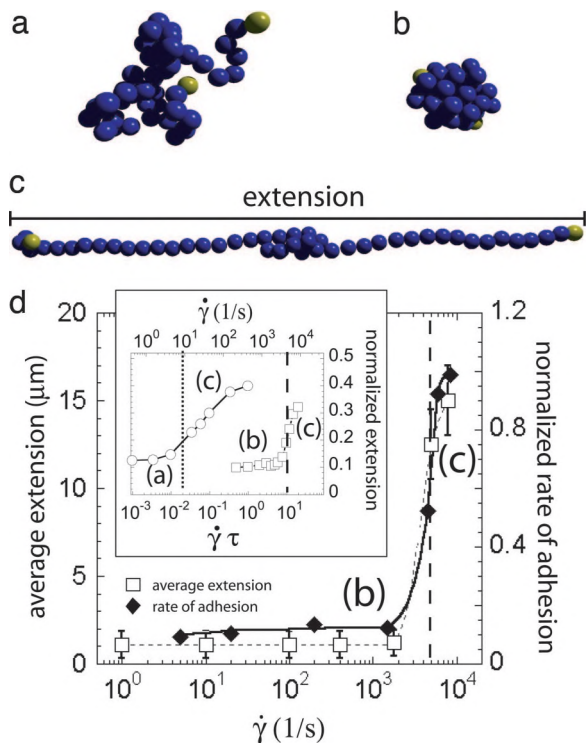 a
b
c
extension
d
γ̇ (1/s)
10⁰ 10¹ 10² 10³ 10⁴
0.5
0.4
0.3
0.2
0.1
0
normalized extension
(c)
(b)
(c)
(a)
10⁻³ 10⁻² 10⁻¹ 10⁰ 10¹
γ̇ τ
20
15
10
5
2
0
average extension (μm)
1.2
0.8
0.4
0
normalized rate of adhesion
(c)
(b)
average extension
rate of adhesion
10⁰ 10¹ 10² 10³ 10⁴
γ̇ (1/s)